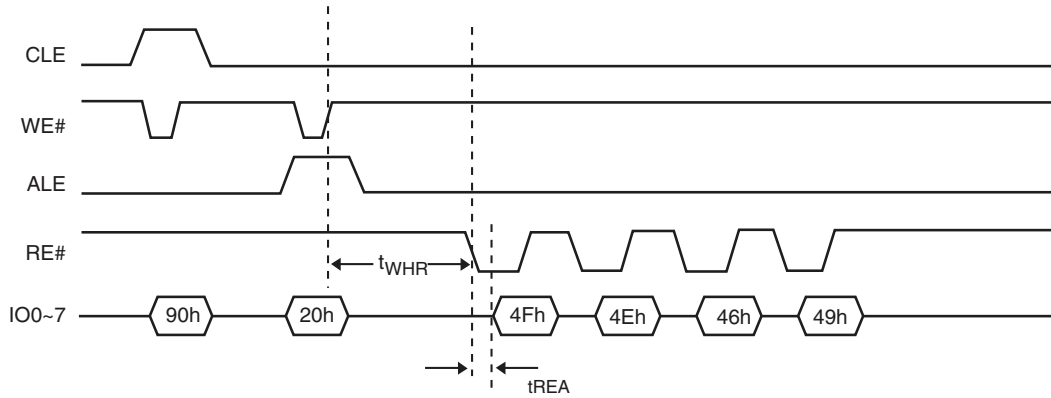 CLE
WE#
ALE
RE#
tWHR
IO0~7
90h
20h
4Fh
4Eh
46h
49h
tREA